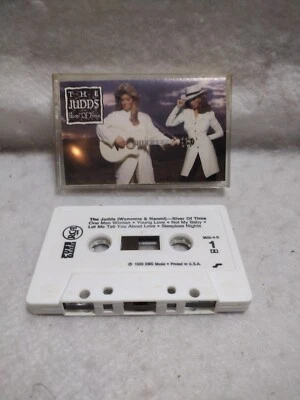 THE
JUDDS
River Of Time
The Judds (Wynonna & Naomi)—River Of Time
One Man Woman • Young Love • Not My Baby •
Let Me Tell You About Love • Sleepless Nights
1
RCA
℗ 1989 BMG Music • Printed in U.S.A.